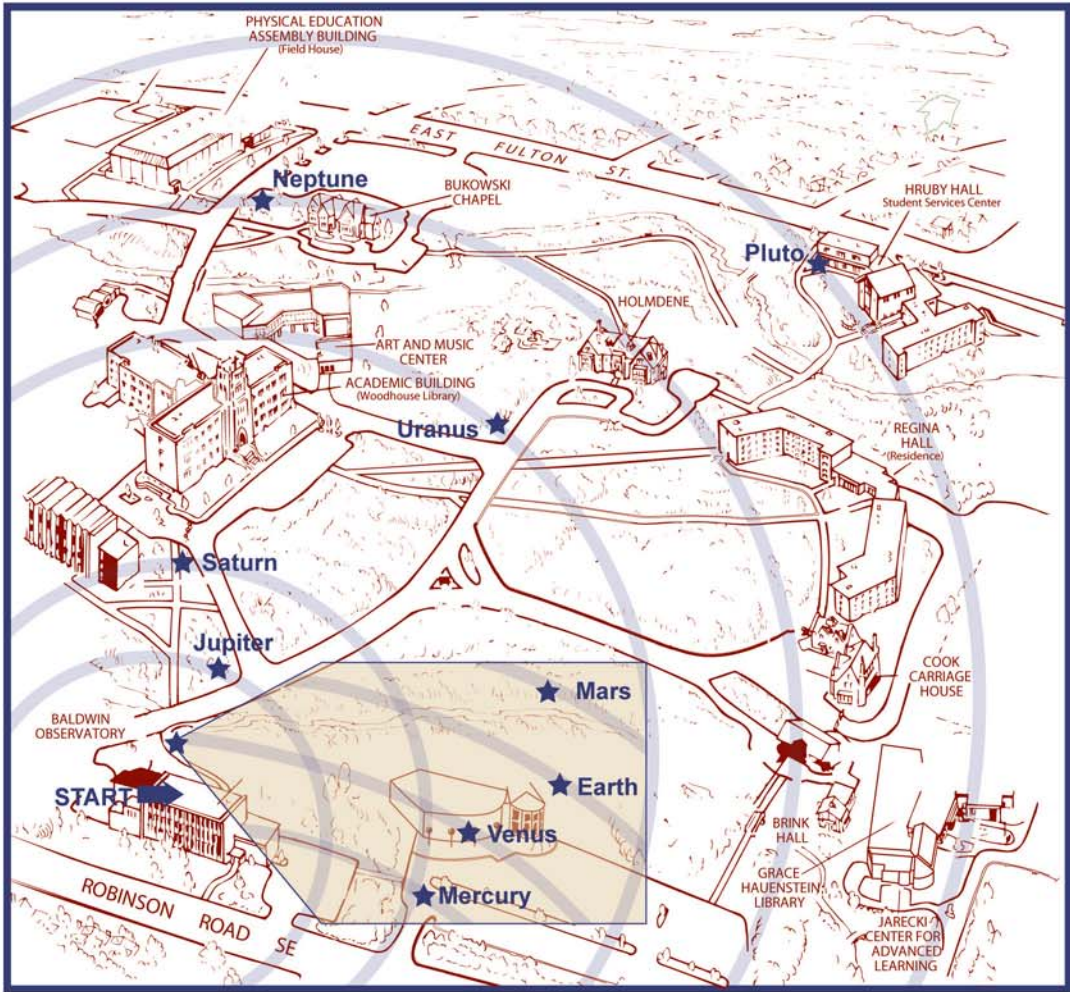 PHYSICAL EDUCATION
ASSEMBLY BUILDING
(Field House)
EAST FULTON ST.
Neptune
BUKOWSKI
CHAPEL
HRUBY HALL
Student Services Center
Pluto
HOLMDENE
ART AND MUSIC
CENTER
ACADEMIC BUILDING
(Woodhouse Library)
Uranus
REGINA
HALL
(Residence)
Saturn
Jupiter
Mars
COOK
CARRIAGE
HOUSE
BALDWIN
OBSERVATORY
START
Earth
Venus
BRINK
HALL
GRACE
HAUENSTEIN
LIBRARY
Mercury
ROBINSON ROAD SE
JARECKI
CENTER FOR
ADVANCED
LEARNING